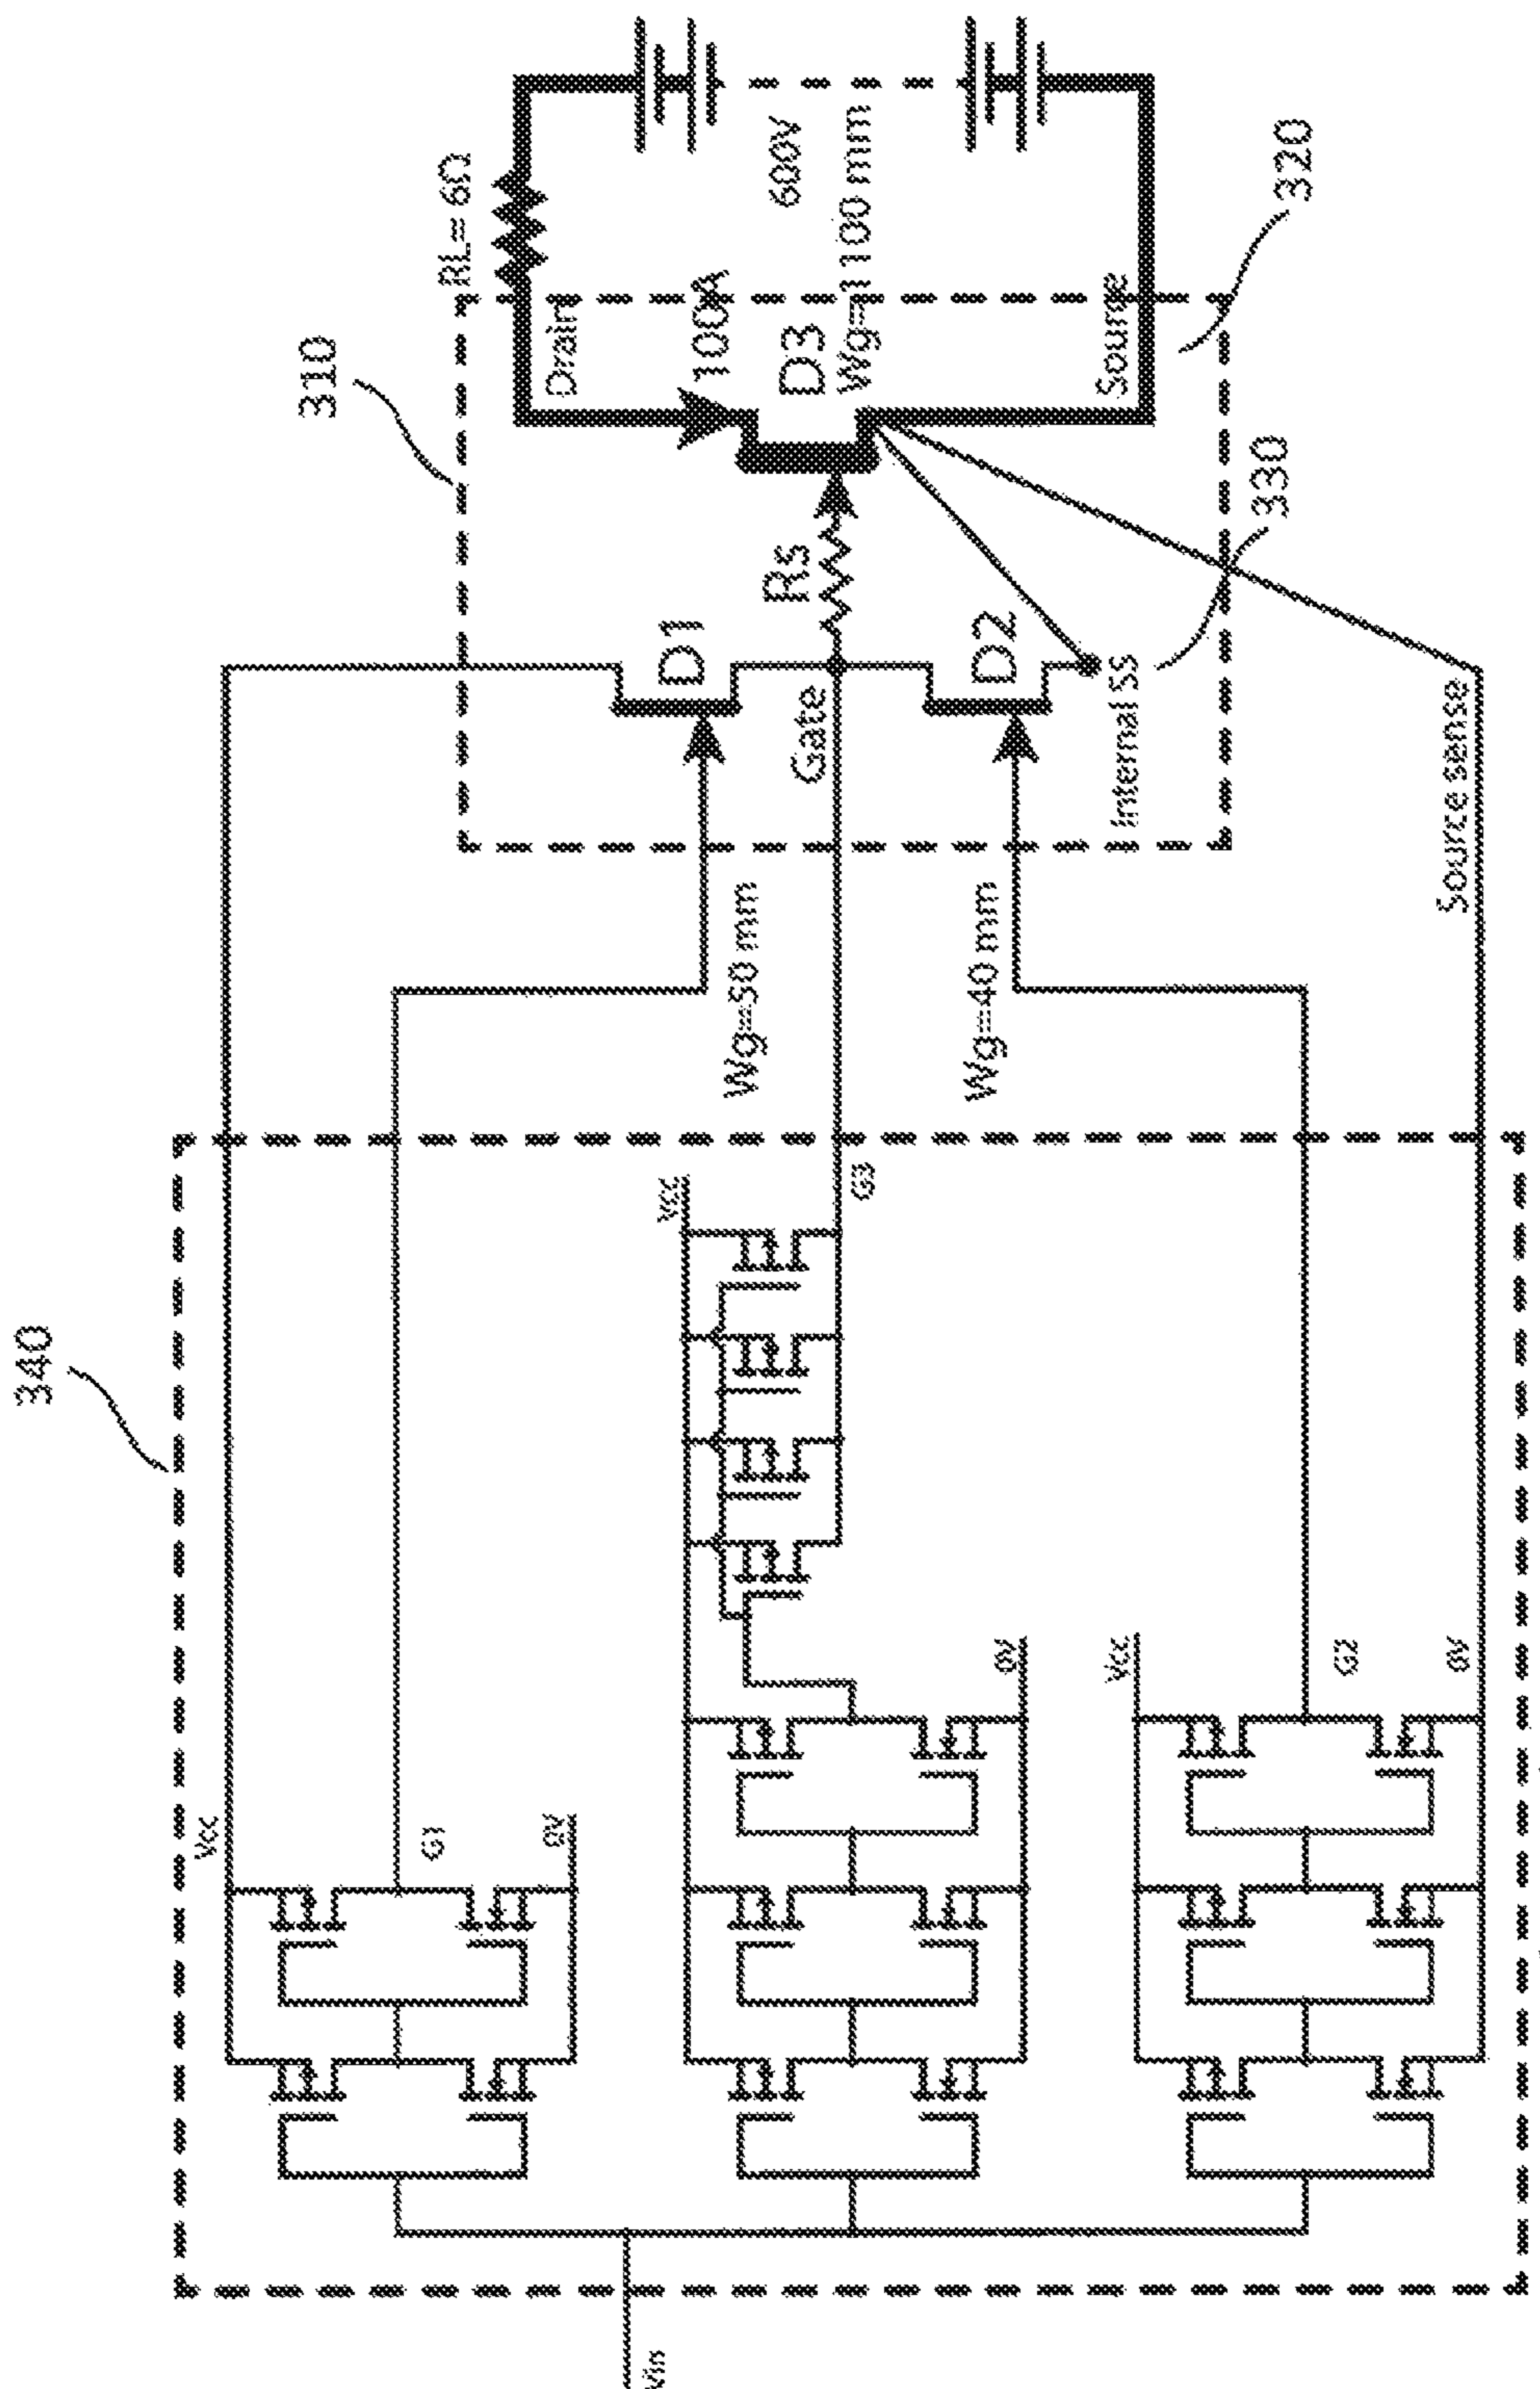 340
310
320
330
RL= 6Ω
600V
Drain
100A
D3
Wg=1100 mm
Source
Rs
D1
Gate
D2
Internal SS
Source sense
Wg=50 mm
Wg=40 mm
Vcc
G1
0V
Vcc
G3
0V
Vcc
G2
0V
Vin